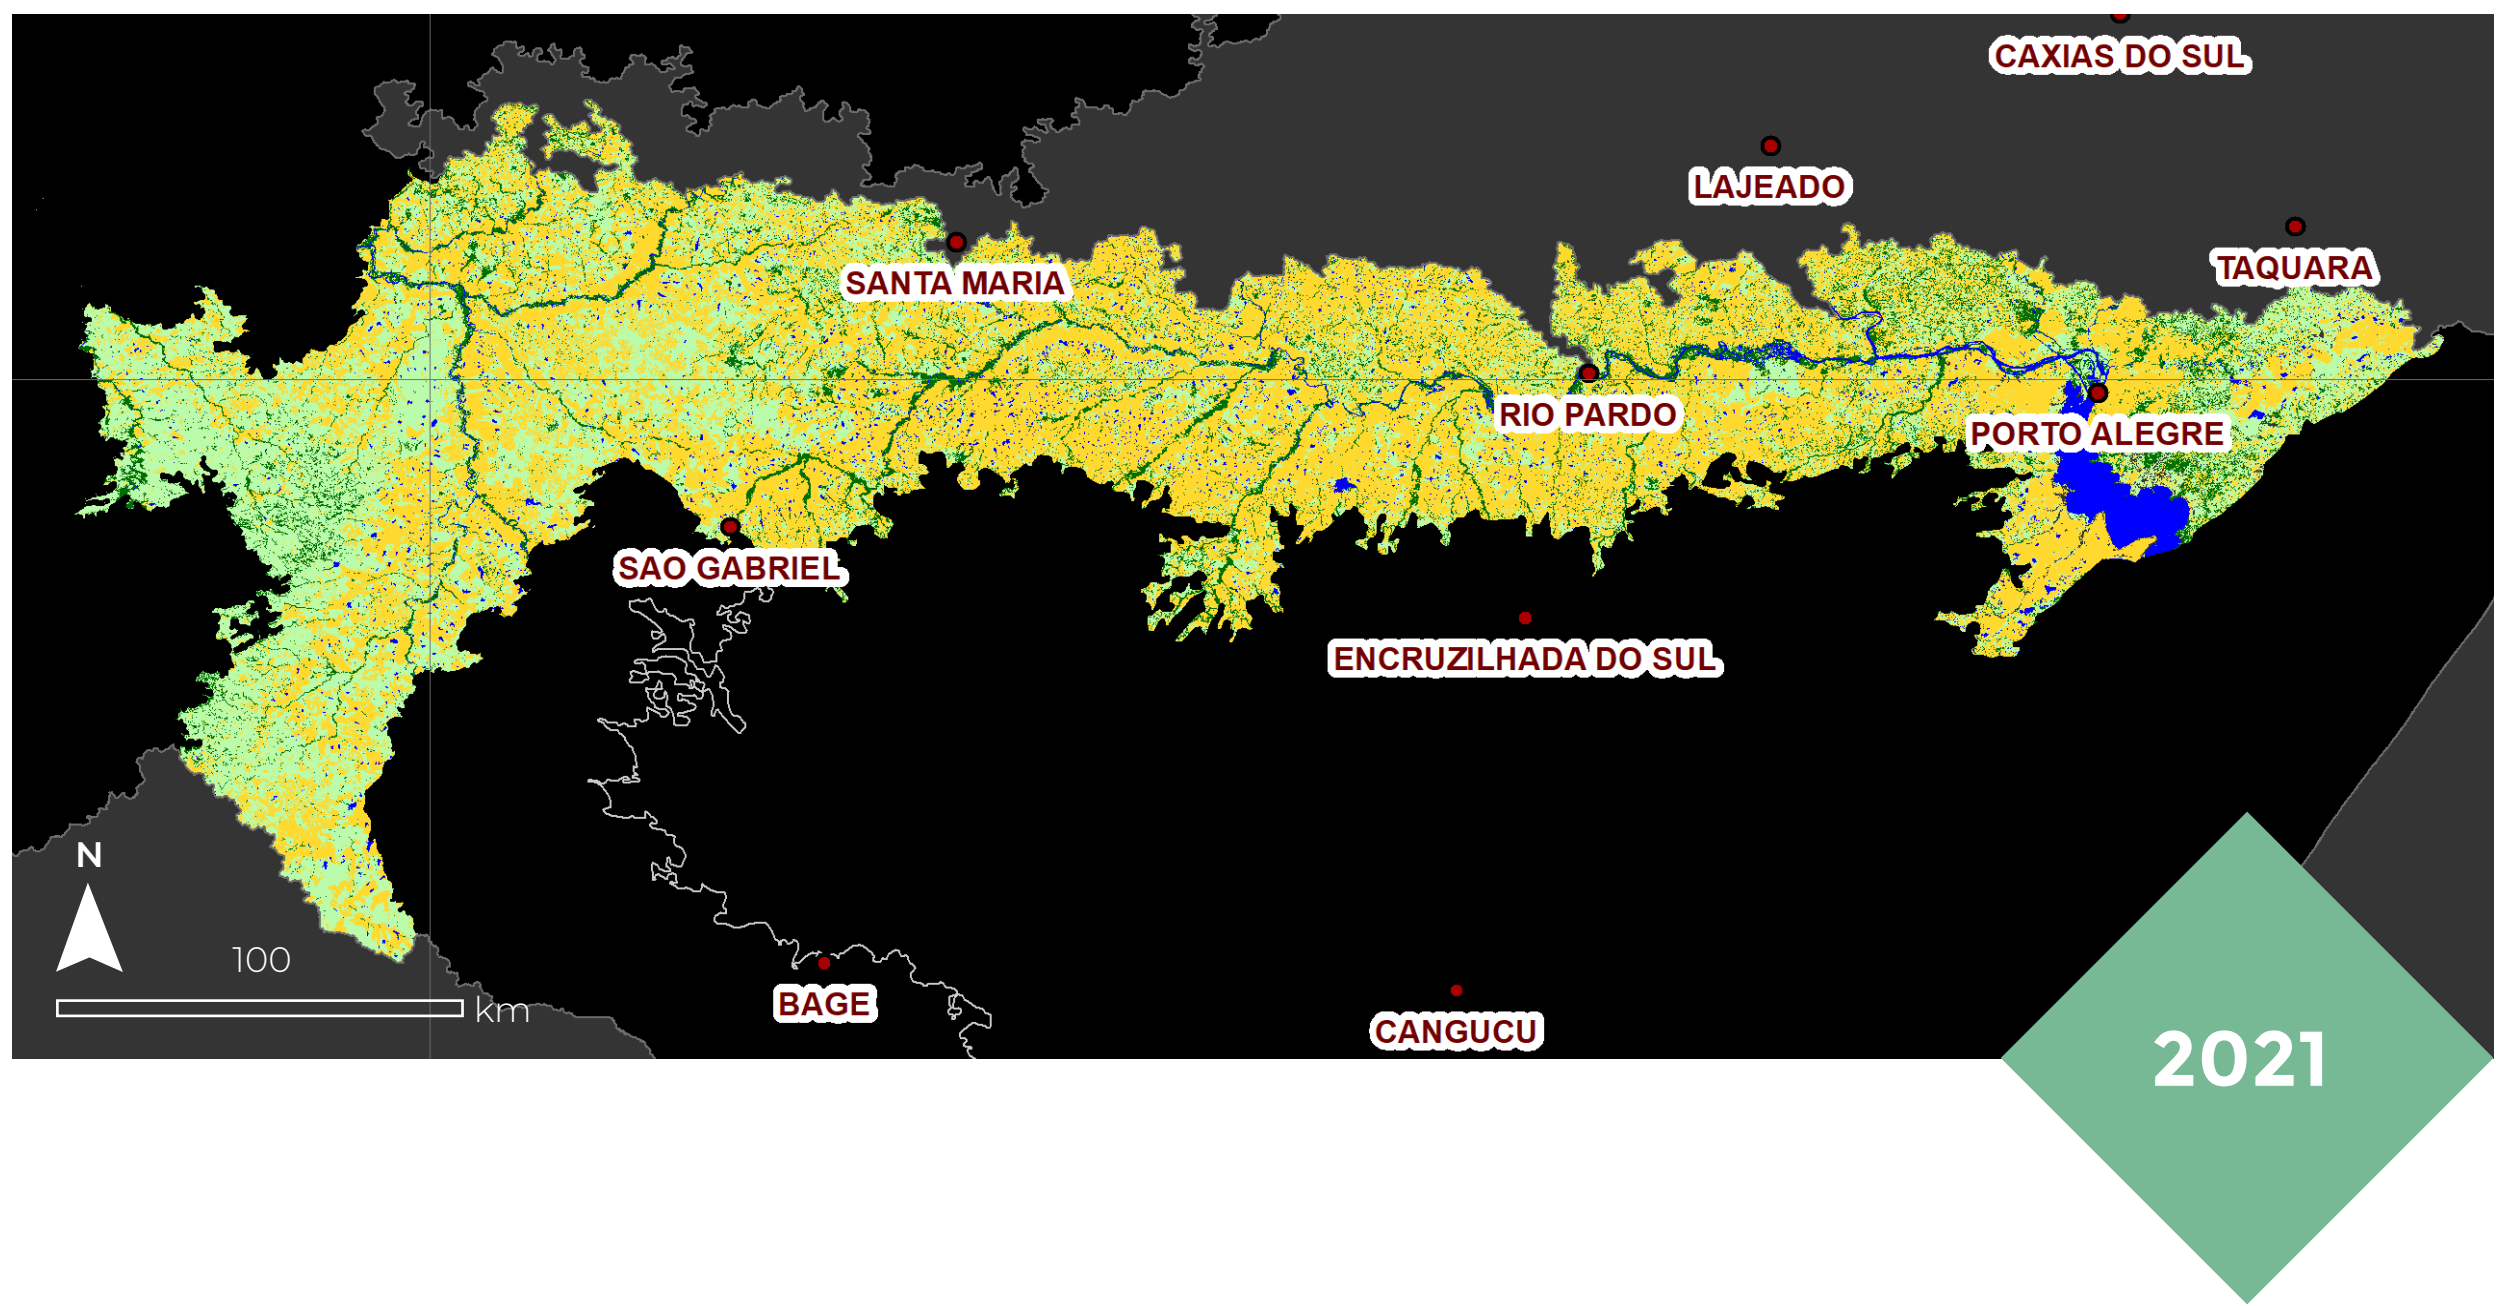 CAXIAS DO SUL
LAJEADO
TAQUARA
SANTA MARIA
RIO PARDO
PORTO ALEGRE
SAO GABRIEL
ENCRUZILHADA DO SUL
N
100
km
BAGE
CANGUCU
2021